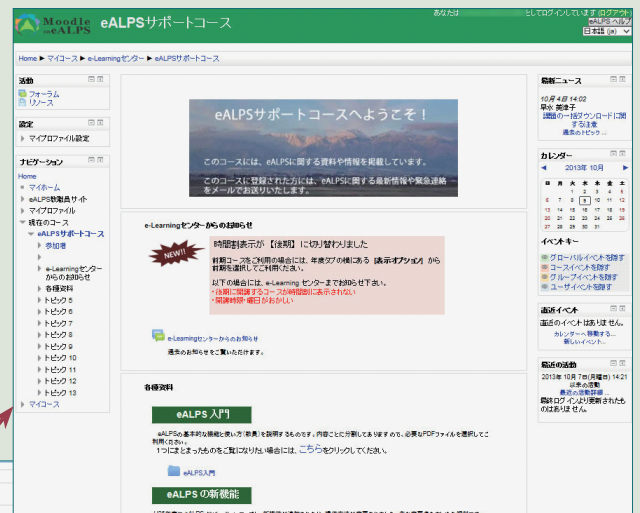 Moodle
on eALPS
eALPSサポートコース
あなたは としてログインしています (ログアウト)
eALPS ヘルプ
日本語 (ja)
Home ▶ マイコース ▶ e-Learningセンター ▶ eALPSサポートコース
活動
フォーラム
リソース
設定
マイプロファイル設定
ナビゲーション
Home
マイホーム
eALPS教職員サイト
マイプロファイル
現在のコース
eALPSサポートコース
参加者
e-Learningセンターからのお知らせ
各種資料
トピック 5
トピック 6
トピック 7
トピック 8
トピック 9
トピック 10
トピック 11
トピック 12
トピック 13
マイコース
eALPSサポートコースへようこそ！
このコースには、eALPSに関する資料や情報を掲載しています。
このコースに登録された方には、eALPSに関する最新情報や緊急連絡
をメールでお送りいたします。
e-Learningセンターからのお知らせ
NEW!!
時間割表示が 【後期】 に切り替わりました
前期コースをご利用の場合には、年度タブの横にある [表示オプション] から
前期を選択してご利用ください。
以下の場合には、e-Learning センターまでお知らせ下さい。
・後期に開講するコースが時間割に表示されない
・開講時限・曜日がおかしい
e-Learningセンターからのお知らせ
過去のお知らせをご覧いただけます。
各種資料
eALPS 入門
eALPSの基本的な機能と使い方(教員)を説明するものです。内容ごとに分割してありますので、必要なPDFファイルを選択してご
利用ください。
1つにまとまったものをご覧になりたい場合には、こちらをクリックしてください。
eALPS入門
eALPS の新機能
最新ニュース
10月 4日 14:02
早水 英津子
課題の一括ダウンロードに関
する注意
過去のトピック ...
カレンダー
◀ 2013年 10月 ▶
日 月 火 水 木 金 土
1 2 3 4 5
6 7 8 9 10 11 12
13 14 15 16 17 18 19
20 21 22 23 24 25 26
27 28 29 30 31
イベントキー
グローバルイベントを隠す
コースイベントを隠す
グループイベントを隠す
ユーザイベントを隠す
直近イベント
直近のイベントはありません。
カレンダーへ移動する...
新しいイベント...
最近の活動
2013年 10月 7日(月曜日) 14:21
以来の活動
最近の活動詳細 ...
最終ログインより更新されたも
のはありません。